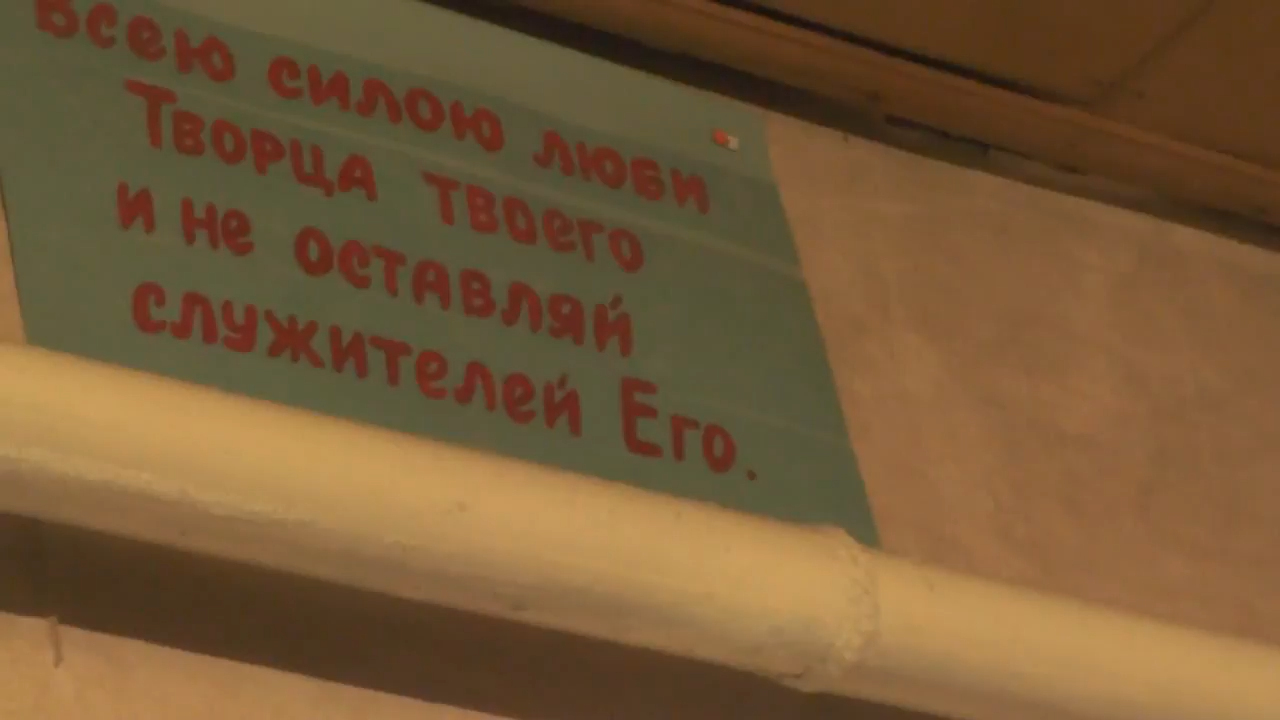 Всею силою люби
Творца твоего
и не оставляй
служителей Его.